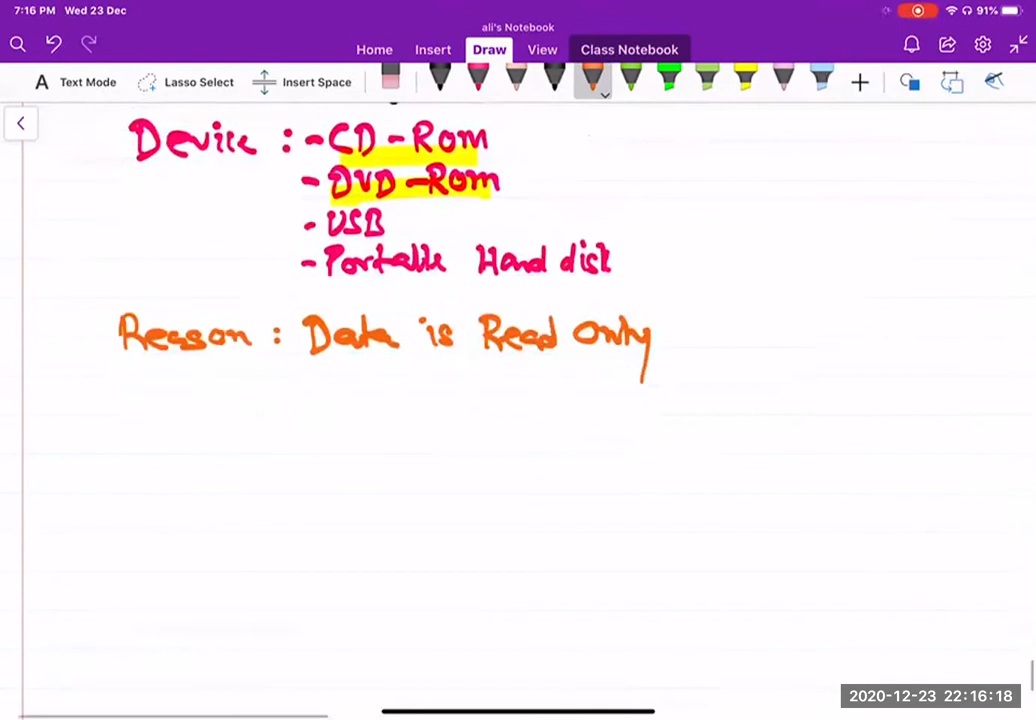 7:16 PM Wed 23 Dec
91%
ali's Notebook
Home Insert Draw View Class Notebook
A Text Mode Lasso Select Insert Space
Device : - CD - Rom
- DVD - Rom
- USB
- Portable Hard disk
Reason : Data is Read Only
2020-12-23 22:16:18